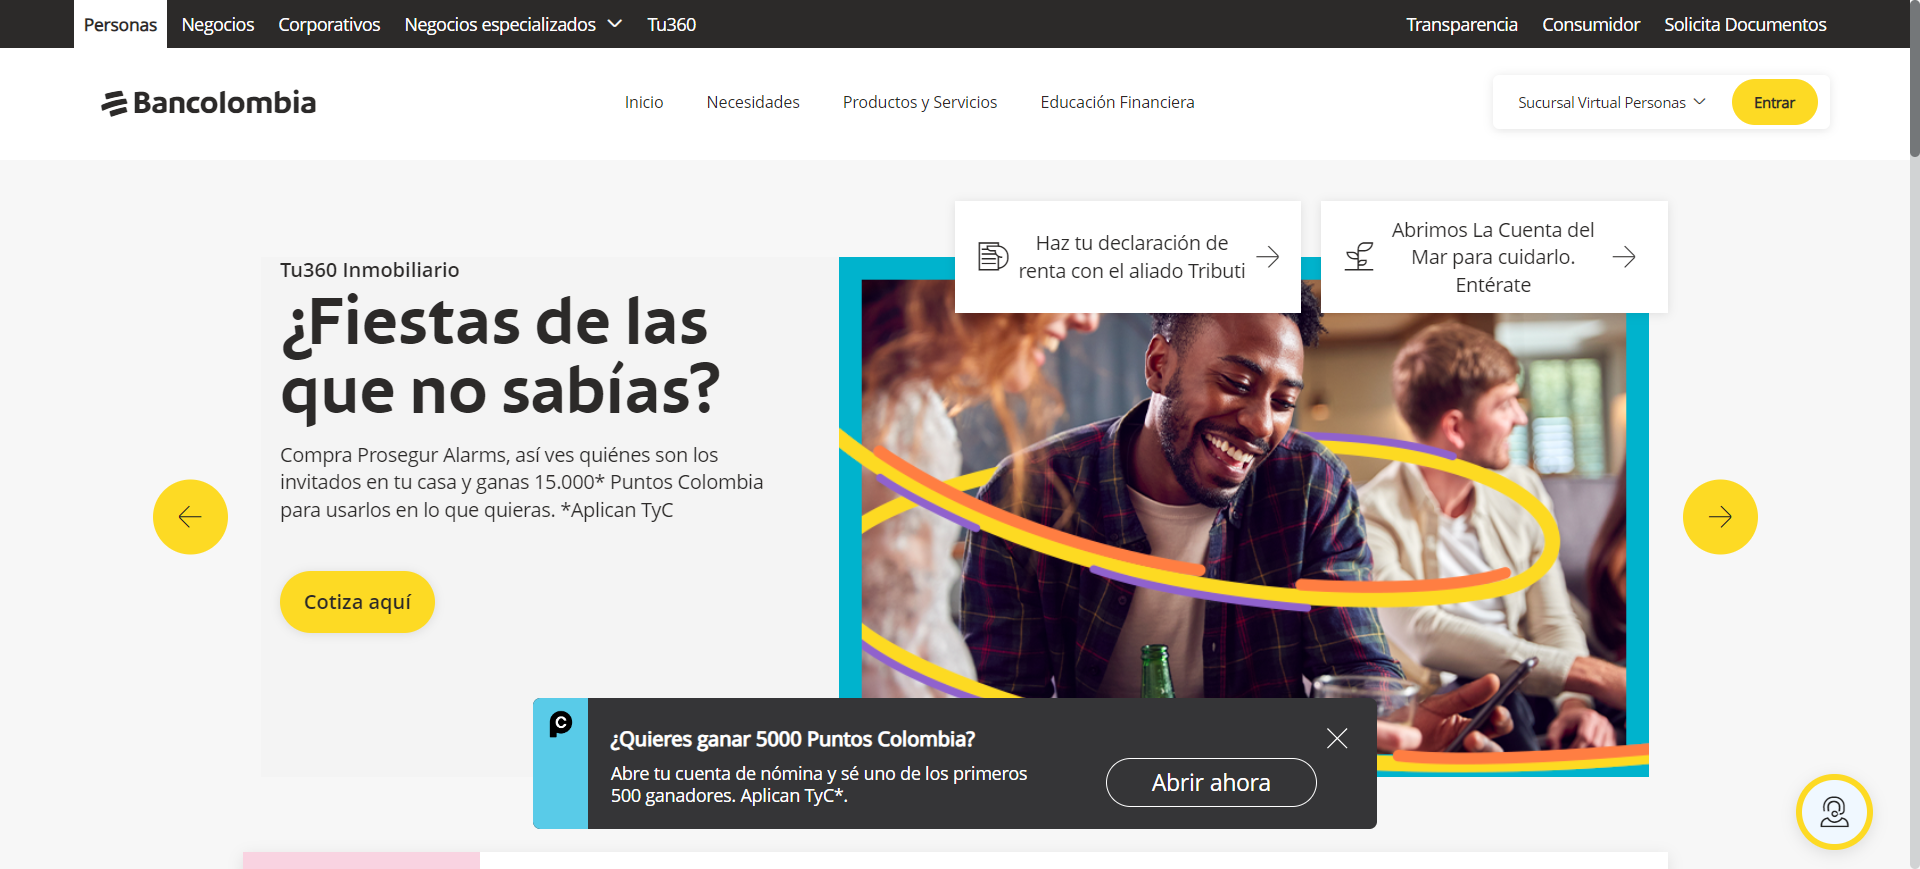 Personas
Negocios
Corporativos
Negocios especializados
Tu360
Transparencia
Consumidor
Solicita Documentos
Bancolombia
Inicio
Necesidades
Productos y Servicios
Educación Financiera
Sucursal Virtual Personas
Entrar
Haz tu declaración de
renta con el aliado Tributi
Abrimos La Cuenta del
Mar para cuidarlo.
Entérate
Tu360 Inmobiliario
¿Fiestas de las
que no sabías?
Compra Prosegur Alarms, así ves quiénes son los
invitados en tu casa y ganas 15.000* Puntos Colombia
para usarlos en lo que quieras. *Aplican TyC
Cotiza aquí
¿Quieres ganar 5000 Puntos Colombia?
Abre tu cuenta de nómina y sé uno de los primeros
500 ganadores. Aplican TyC*.
Abrir ahora